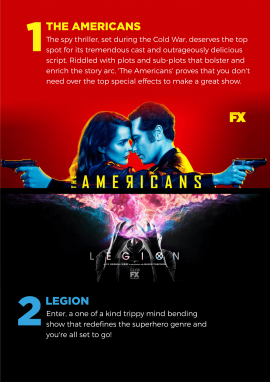 1
THE AMERICANS
The spy thriller, set during the Cold War, deserves the top
spot for its tremendous cast and outrageously delicious
script. Riddled with plots and sub-plots that bolster and
enrich the story arc, 'The Americans' proves that you don't
need over the top special effects to make a great show.
FX
THE AMERICANS
LEGION
FX
2
LEGION
Enter, a one of a kind trippy mind bending
show that redefines the superhero genre and
you're all set to go!